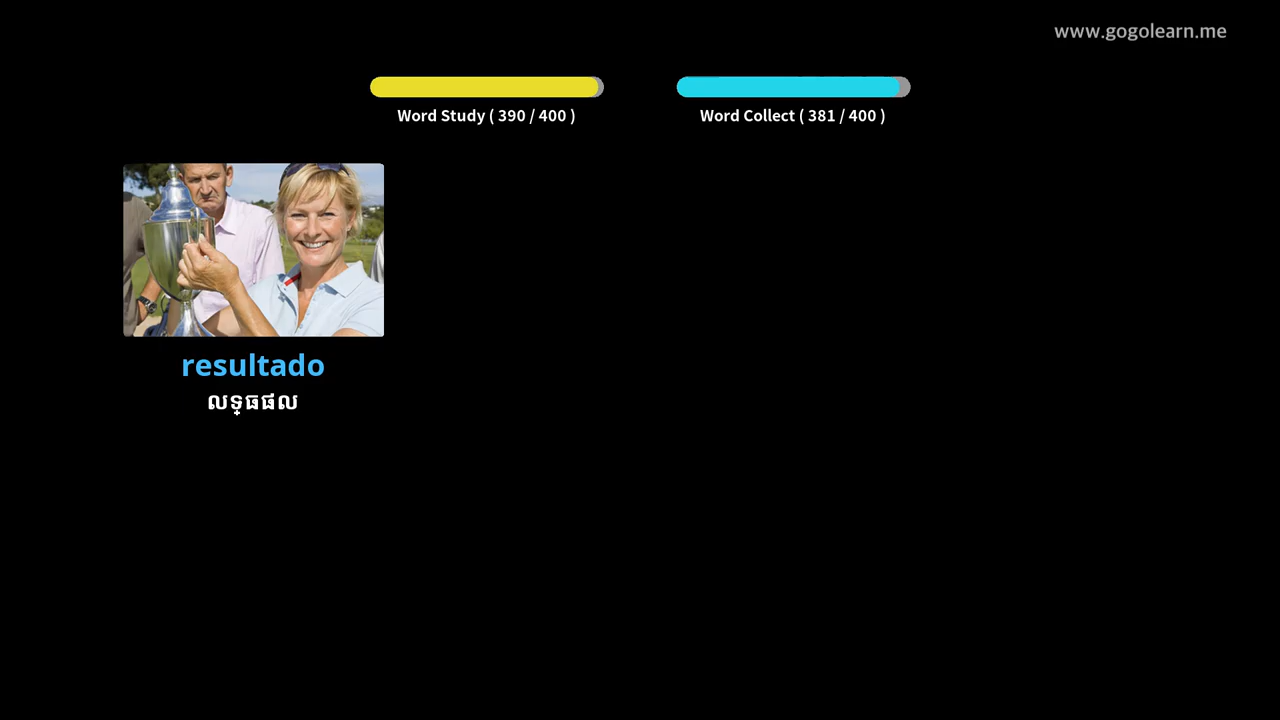 www.gogolearn.me
Word Study ( 390 / 400 )
Word Collect ( 381 / 400 )
resultado
លទ្ធផល